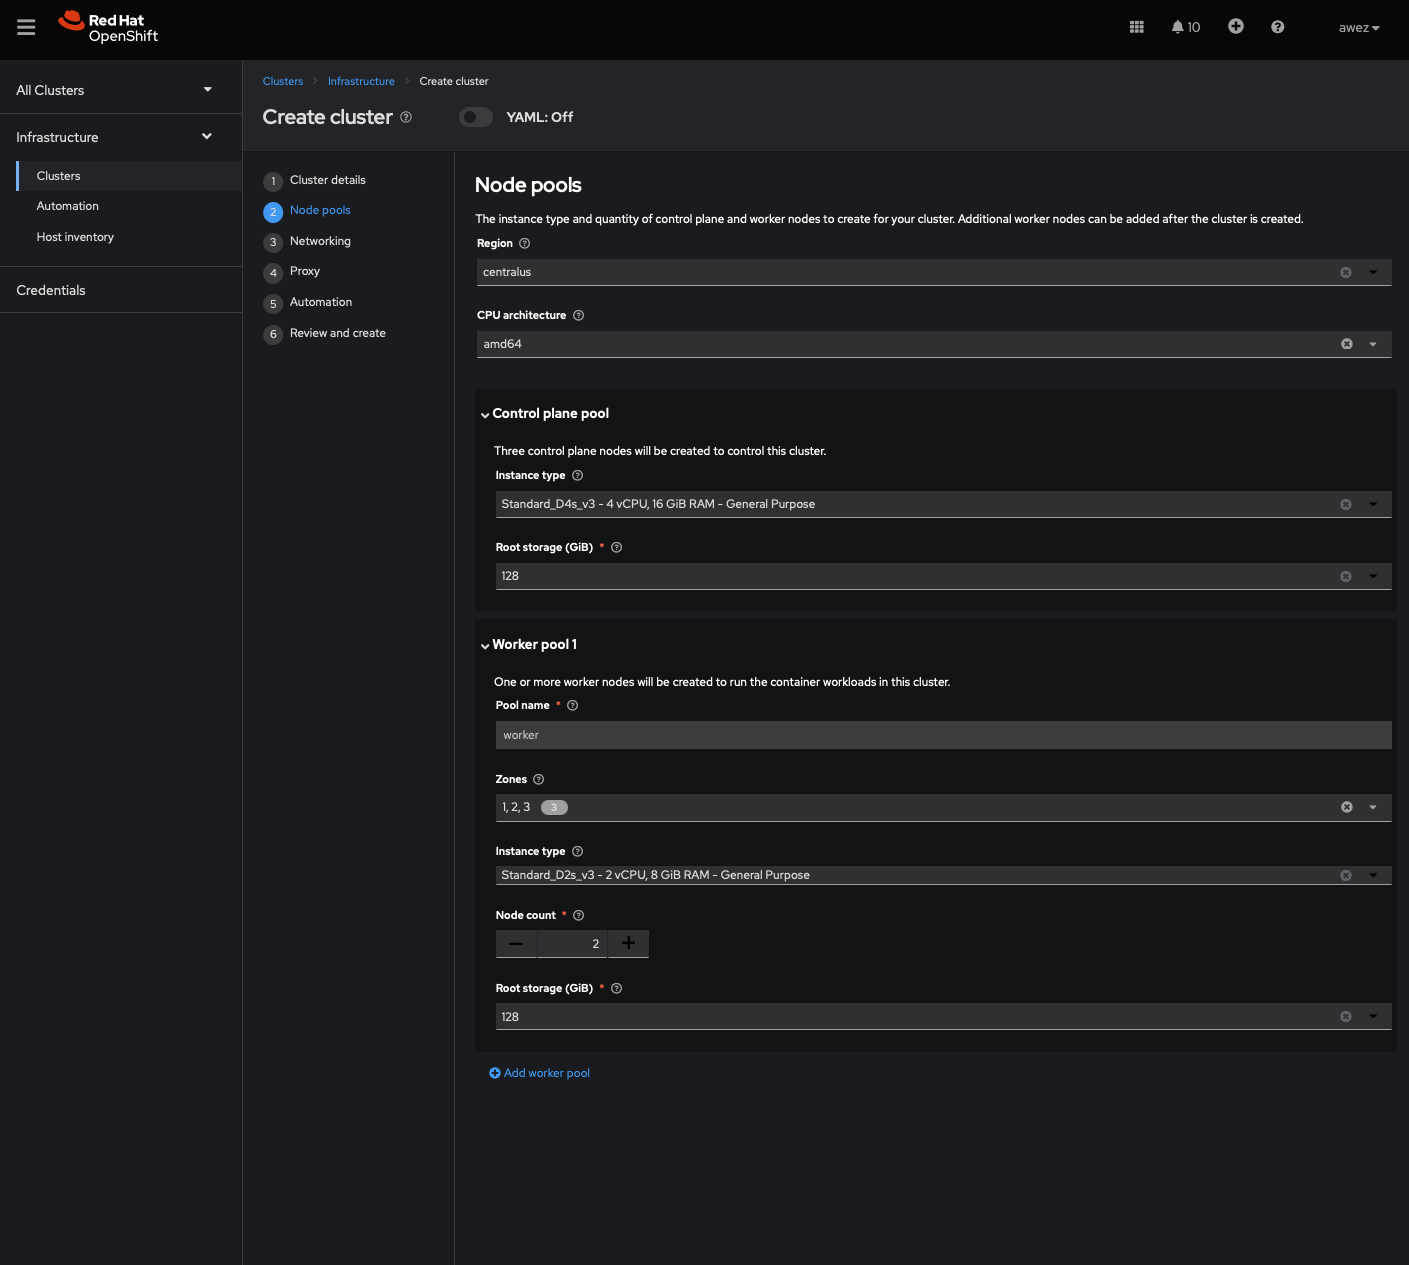 Red Hat
OpenShift
10
awez
All Clusters
Infrastructure
Clusters
Automation
Host inventory
Credentials
Clusters
Infrastructure
Create cluster
Create cluster
YAML: Off
1 Cluster details
2 Node pools
3 Networking
4 Proxy
5 Automation
6 Review and create
Node pools
The instance type and quantity of control plane and worker nodes to create for your cluster. Additional worker nodes can be added after the cluster is created.
Region
centralus
CPU architecture
amd64
Control plane pool
Three control plane nodes will be created to control this cluster.
Instance type
Standard_D4s_v3 - 4 vCPU, 16 GiB RAM - General Purpose
Root storage (GiB) *
128
Worker pool 1
One or more worker nodes will be created to run the container workloads in this cluster.
Pool name *
worker
Zones
1, 2, 3 3
Instance type
Standard_D2s_v3 - 2 vCPU, 8 GiB RAM - General Purpose
Node count *
2
Root storage (GiB) *
128
Add worker pool